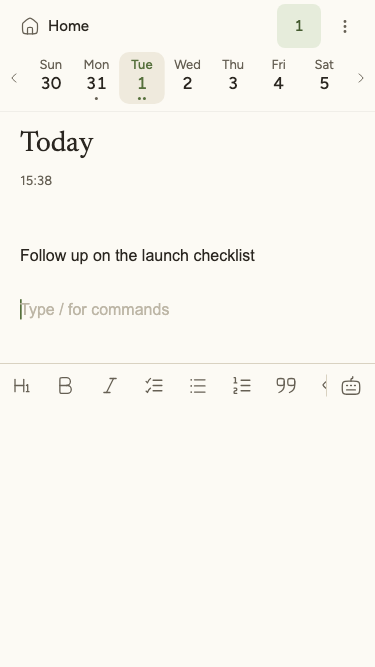 Home
1
Sun Mon Tue Wed Thu Fri Sat
30 31 1 2 3 4 5
Today
15:38
Follow up on the launch checklist
Type / for commands
H1 B I